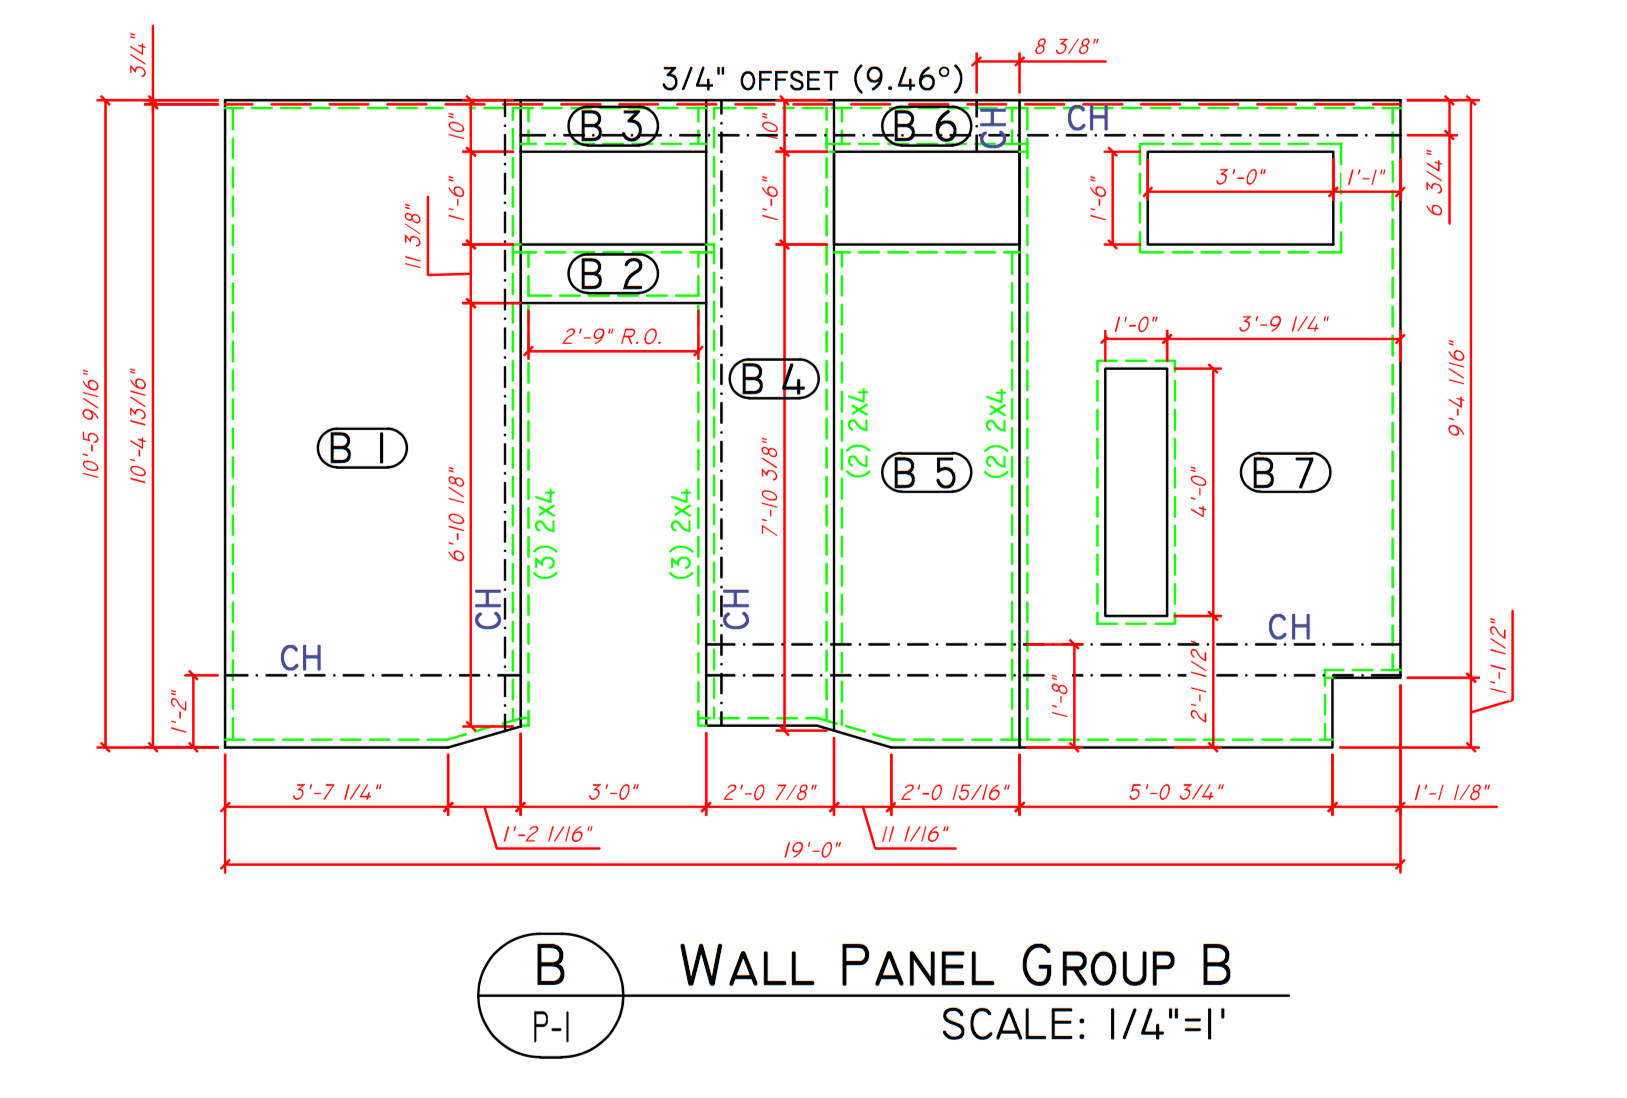 3/4"
8 3/8"
3/4" OFFSET (9.46°)
10"
B 3
10"
B 6
CH
CH
1'-6"
1'-6"
1'-6"
3'-0"
1'-1"
6 3/4"
11 3/8"
B 2
2'-9" R.O.
1'-0"
3'-9 1/4"
B 4
10'-5 9/16"
10'-4 13/16"
9'-4 1/16"
B 1
(2) 2x4
(2) 2x4
B 5
B 7
4'-0"
6'-10 1/8"
7'-10 3/8"
(3) 2x4
(3) 2x4
CH
CH
CH
CH
1'-2"
1'-8"
2'-1 1/2"
1'-1 1/2"
3'-7 1/4"
3'-0"
2'-0 7/8"
2'-0 15/16"
5'-0 3/4"
1'-1 1/8"
1'-2 1/16"
11 1/16"
19'-0"
B
WALL PANEL GROUP B
P-1
SCALE: 1/4"=1'